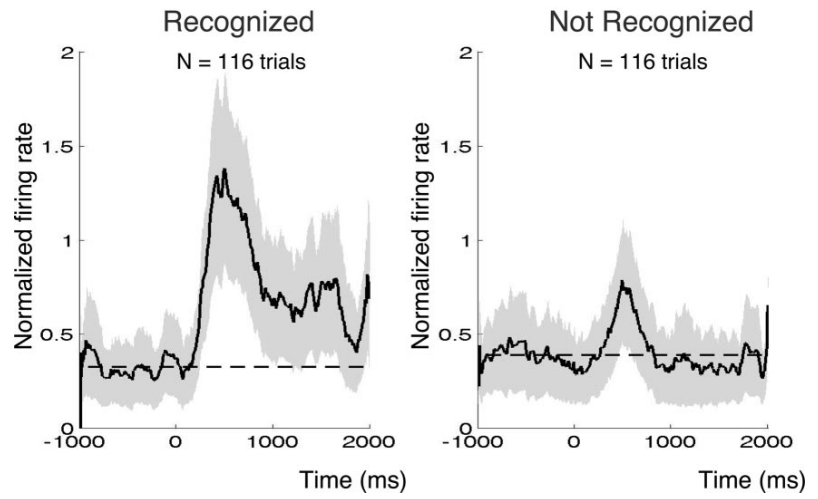 Recognized
N = 116 trials
Normalized firing rate
2
1.5
1
0.5
0
-1000
0
1000
2000
Time (ms)
Not Recognized
N = 116 trials
Normalized firing rate
2
1.5
1
0.5
0
-1000
0
1000
2000
Time (ms)